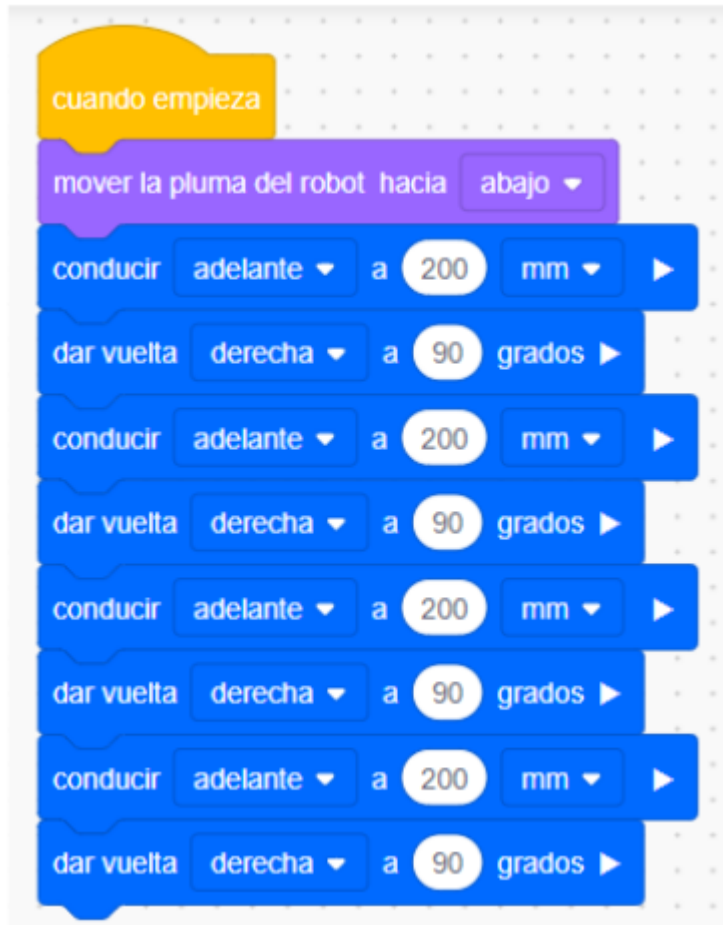 cuando empieza
mover la pluma del robot hacia abajo
conducir adelante a 200 mm
dar vuelta derecha a 90 grados
conducir adelante a 200 mm
dar vuelta derecha a 90 grados
conducir adelante a 200 mm
dar vuelta derecha a 90 grados
conducir adelante a 200 mm
dar vuelta derecha a 90 grados